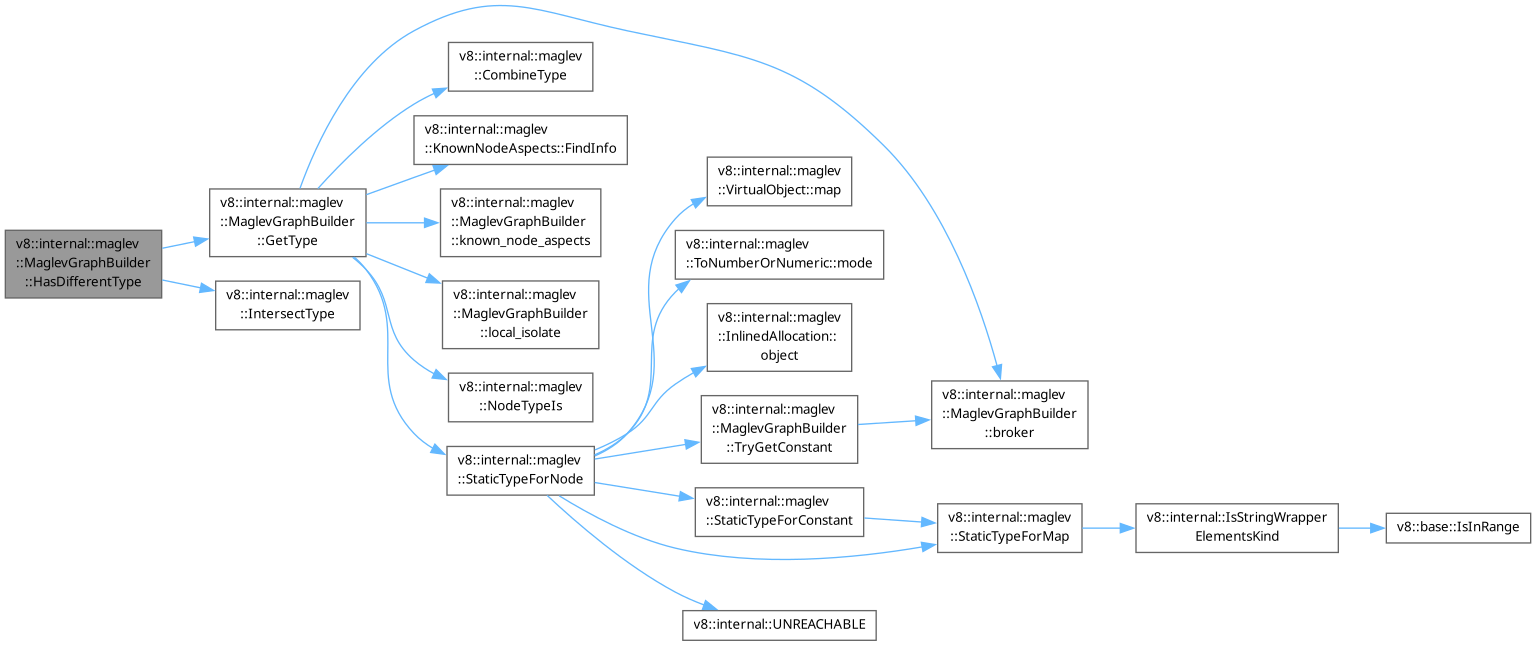 v8::internal::maglev
::MaglevGraphBuilder
::HasDifferentType
v8::internal::maglev
::MaglevGraphBuilder
::GetType
v8::internal::maglev
::IntersectType
v8::internal::maglev
::CombineType
v8::internal::maglev
::KnownNodeAspects::FindInfo
v8::internal::maglev
::MaglevGraphBuilder
::known_node_aspects
v8::internal::maglev
::MaglevGraphBuilder
::local_isolate
v8::internal::maglev
::NodeTypeIs
v8::internal::maglev
::StaticTypeForNode
v8::internal::maglev
::VirtualObject::map
v8::internal::maglev
::ToNumberOrNumeric::mode
v8::internal::maglev
::InlinedAllocation::
object
v8::internal::maglev
::MaglevGraphBuilder
::TryGetConstant
v8::internal::maglev
::StaticTypeForConstant
v8::internal::UNREACHABLE
v8::internal::maglev
::MaglevGraphBuilder
::broker
v8::internal::maglev
::StaticTypeForMap
v8::internal::IsStringWrapper
ElementsKind
v8::base::IsInRange